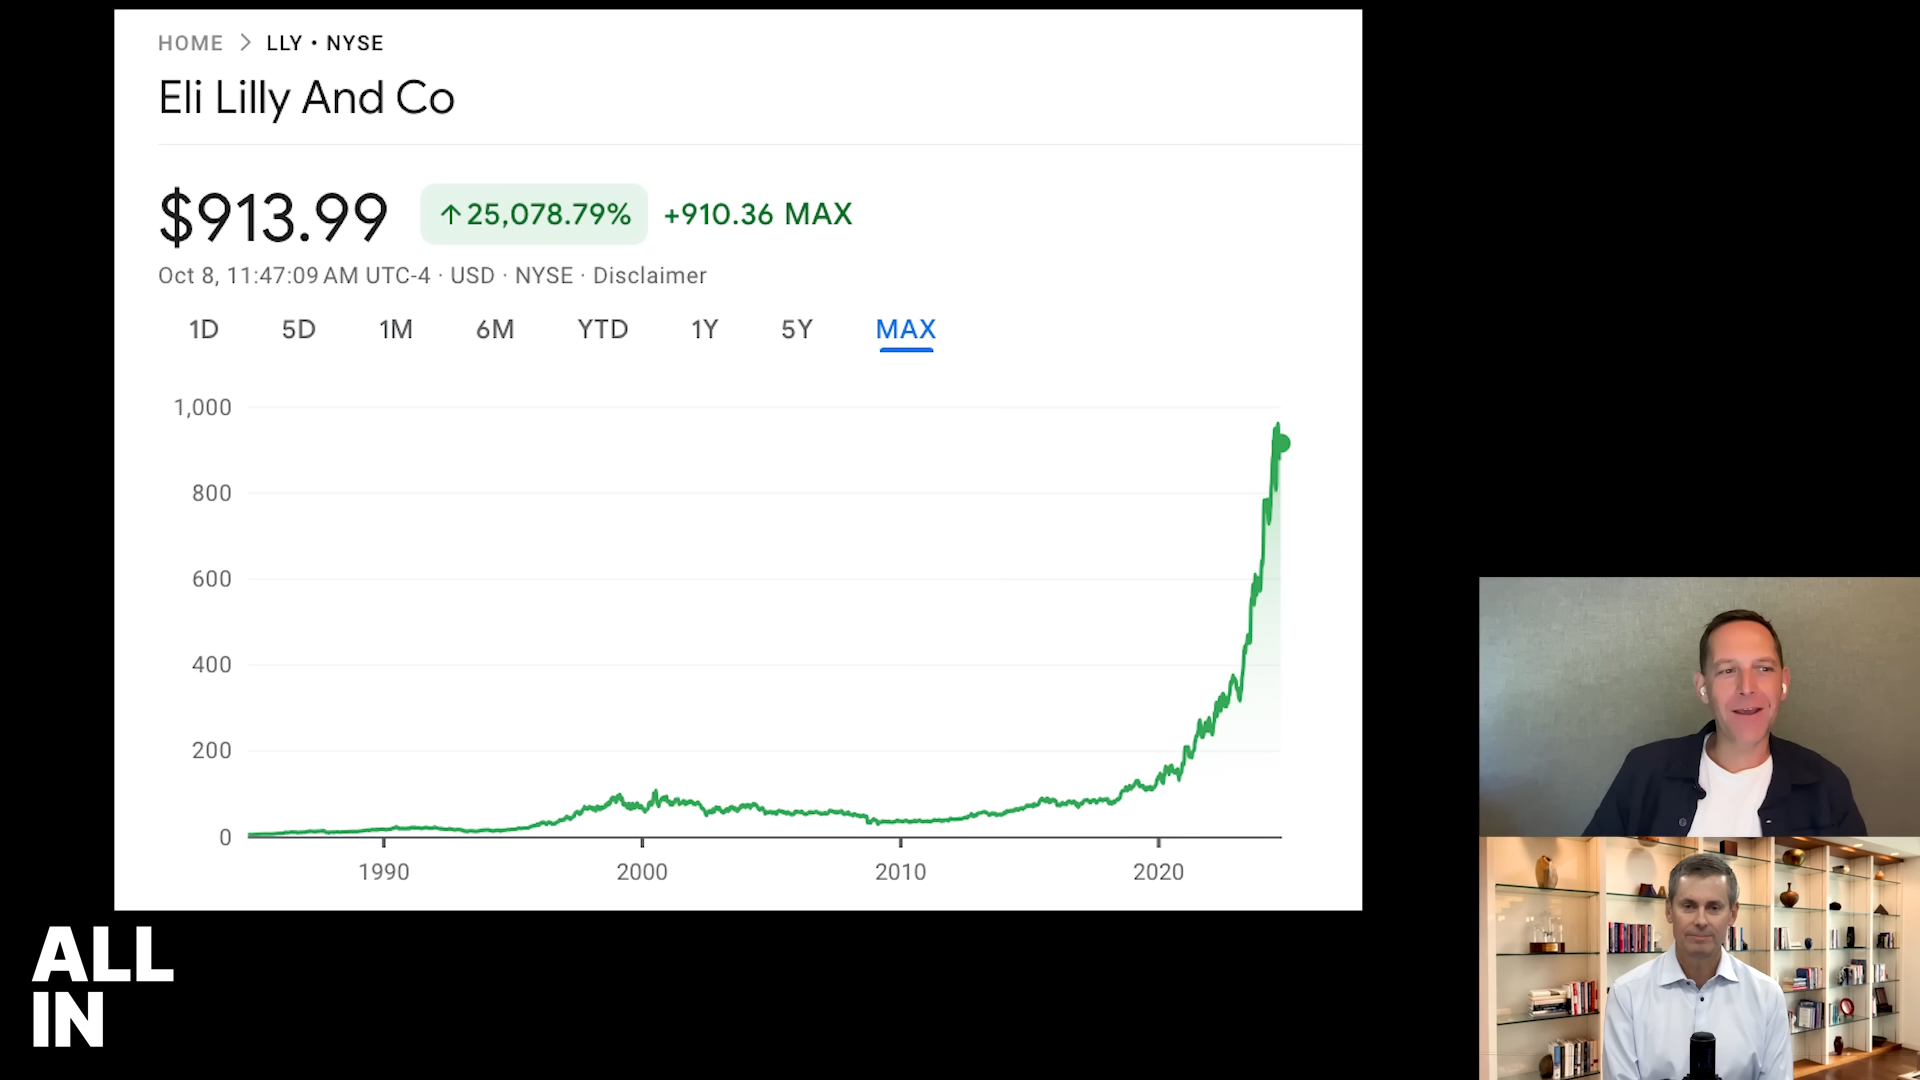 HOME > LLY • NYSE
Eli Lilly And Co
$913.99 ↑25,078.79% +910.36 MAX
Oct 8, 11:47:09 AM UTC-4 · USD · NYSE · Disclaimer
1D 5D 1M 6M YTD 1Y 5Y MAX
1,000
800
600
400
200
0
1990 2000 2010 2020
ALL
IN